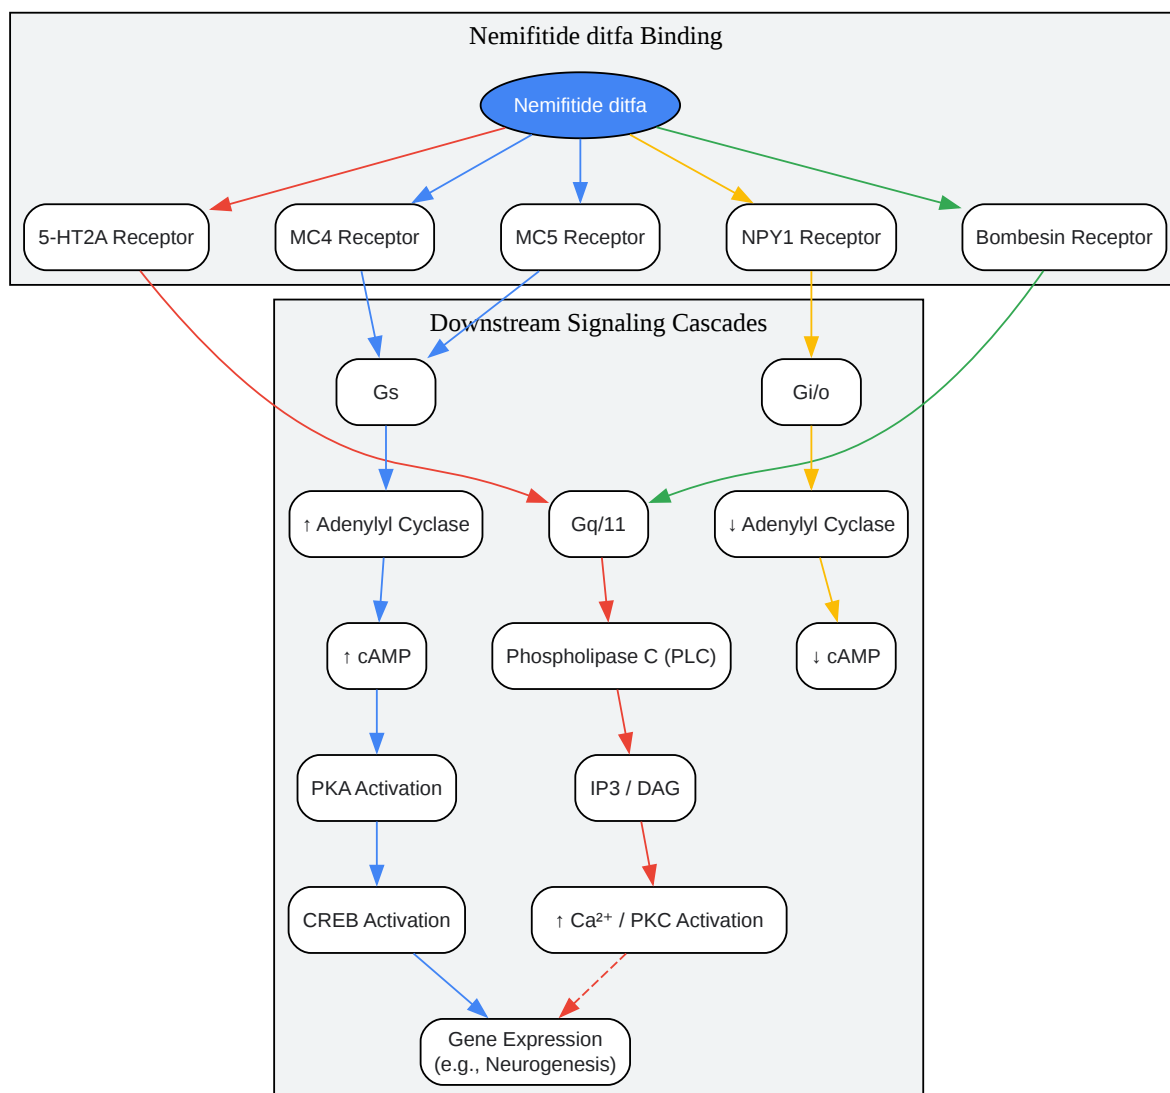 Nemifitide ditfa Binding
Nemifitide ditfa
5-HT2A Receptor
MC4 Receptor
MC5 Receptor
NPY1 Receptor
Bombesin Receptor
Downstream Signaling Cascades
Gs
Gi/o
↑ Adenylyl Cyclase
Gq/11
↓ Adenylyl Cyclase
↑ cAMP
Phospholipase C (PLC)
↓ cAMP
PKA Activation
IP3 / DAG
CREB Activation
↑ Ca²⁺ / PKC Activation
Gene Expression
(e.g., Neurogenesis)